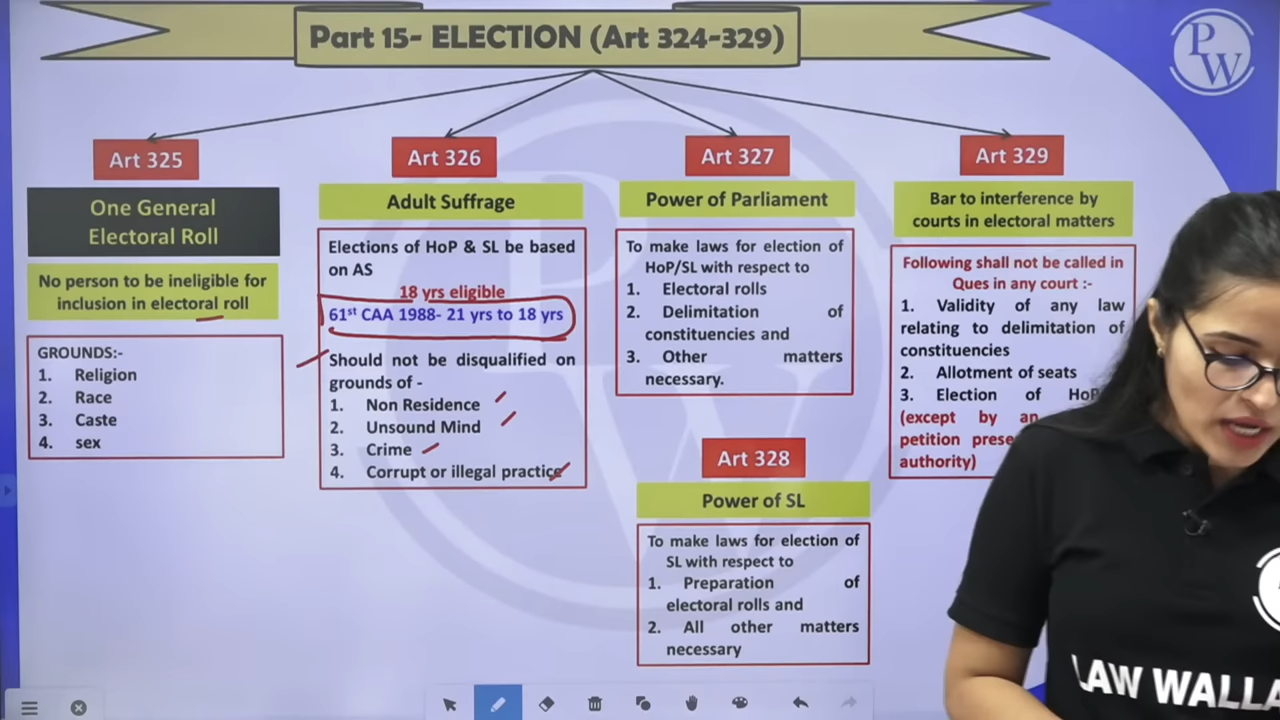 Part 15- ELECTION (Art 324-329)
PW
Art 325
One General
Electoral Roll
No person to be ineligible for
inclusion in electoral roll
GROUNDS:-
1. Religion
2. Race
3. Caste
4. sex
Art 326
Adult Suffrage
Elections of HoP & SL be based
on AS
18 yrs eligible
61st CAA 1988- 21 yrs to 18 yrs
Should not be disqualified on
grounds of -
1. Non Residence
2. Unsound Mind
3. Crime
4. Corrupt or illegal practice
Art 327
Power of Parliament
To make laws for election of
HoP/SL with respect to
1. Electoral rolls
2. Delimitation of
constituencies and
3. Other matters
necessary.
Art 328
Power of SL
To make laws for election of
SL with respect to
1. Preparation of
electoral rolls and
2. All other matters
necessary
Art 329
Bar to interference by
courts in electoral matters
Following shall not be called in
Ques in any court :-
1. Validity of any law
relating to delimitation of
constituencies
2. Allotment of seats
3. Election of HoP
(except by an
petition
authority)
LAW